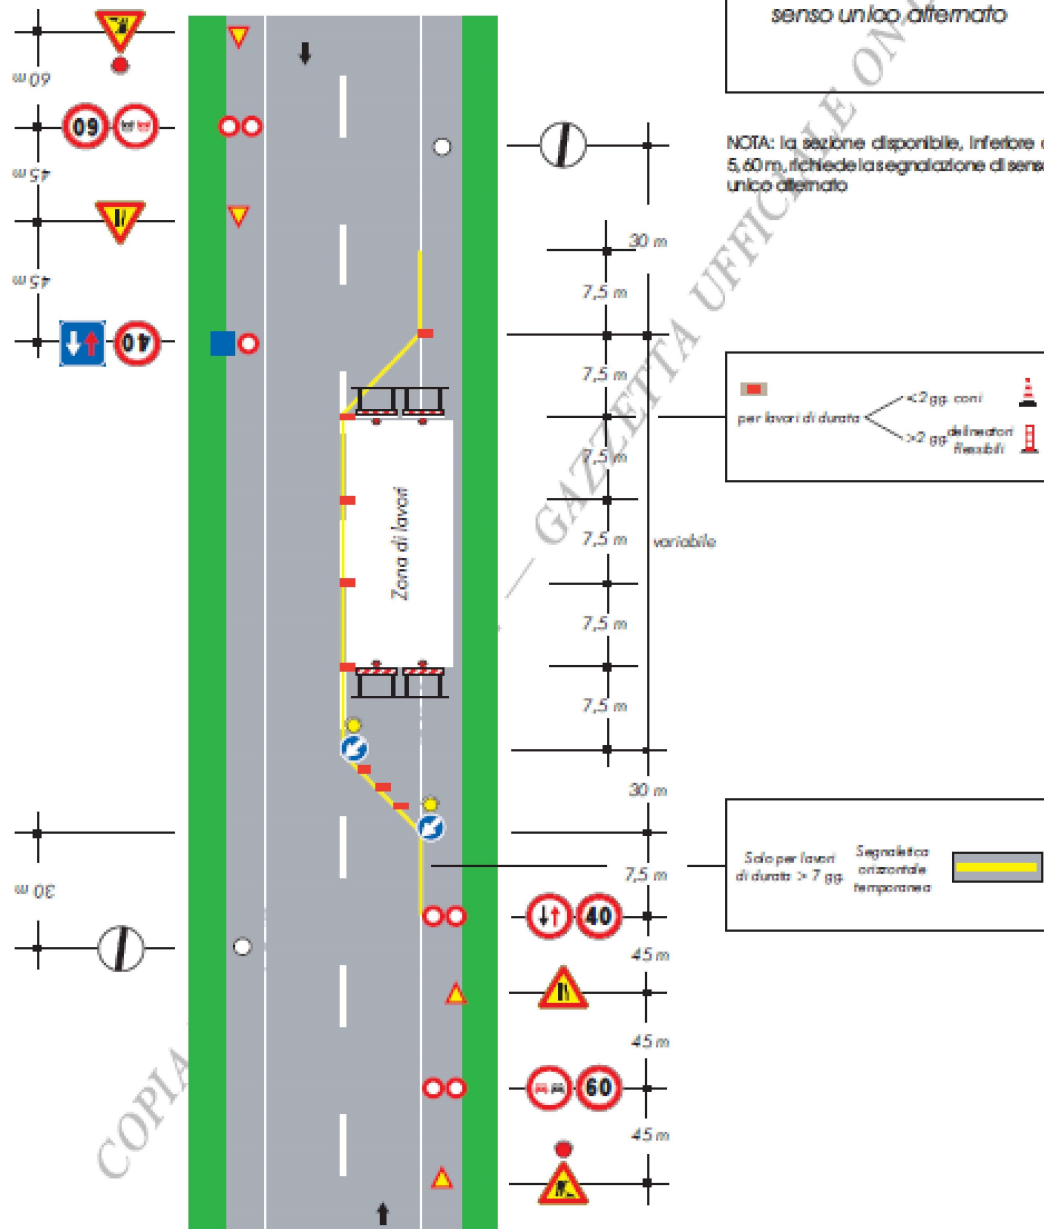 senso unico alternato
NOTA: la sezione disponibile, inferiore a
5,60 m, richiede la segnalazione di senso
unico alternato
60 m
60
45 m
45 m
40
30 m
7,5 m
7,5 m
7,5 m
7,5 m
variabile
7,5 m
7,5 m
30 m
7,5 m
40
45 m
45 m
60
45 m
30 m
Zona di lavori
per lavori di durata
<2 gg. coni
>2 gg. delineatori
flessibili
Solo per lavori
di durata > 7 gg.
Segnaletica
orizzontale
temporanea
COPIA
— GAZZETTA UFFICIALE ON-